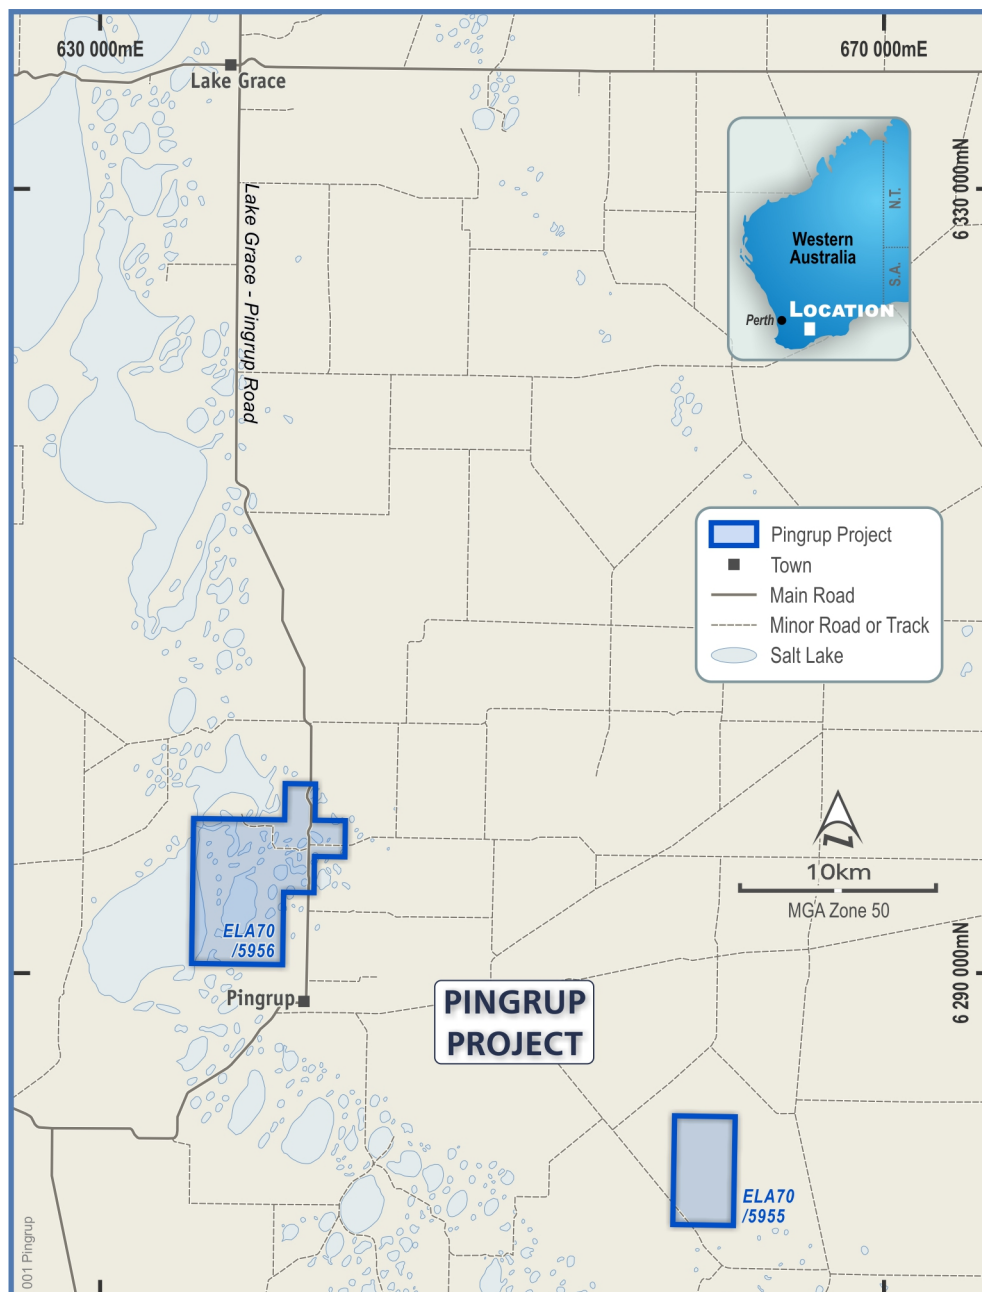 630 000mE
670 000mE
Lake Grace
6 330 000mN
Lake Grace - Pingrup Road
N.T.
Western
Australia
S.A.
Perth
LOCATION
Pingrup Project
Town
Main Road
Minor Road or Track
Salt Lake
N
10km
MGA Zone 50
ELA70
/5956
6 290 000mN
Pingrup
PINGRUP
PROJECT
ELA70
/5955
001 Pingrup